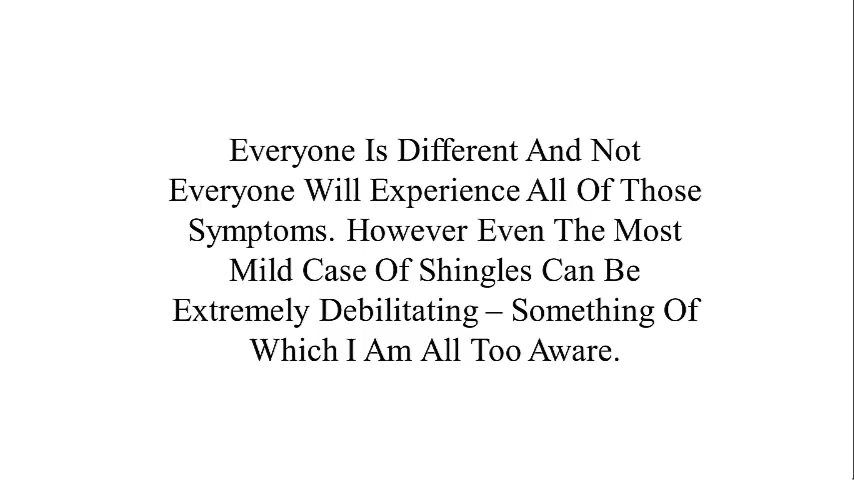 Everyone Is Different And Not
Everyone Will Experience All Of Those
Symptoms. However Even The Most
Mild Case Of Shingles Can Be
Extremely Debilitating – Something Of
Which I Am All Too Aware.